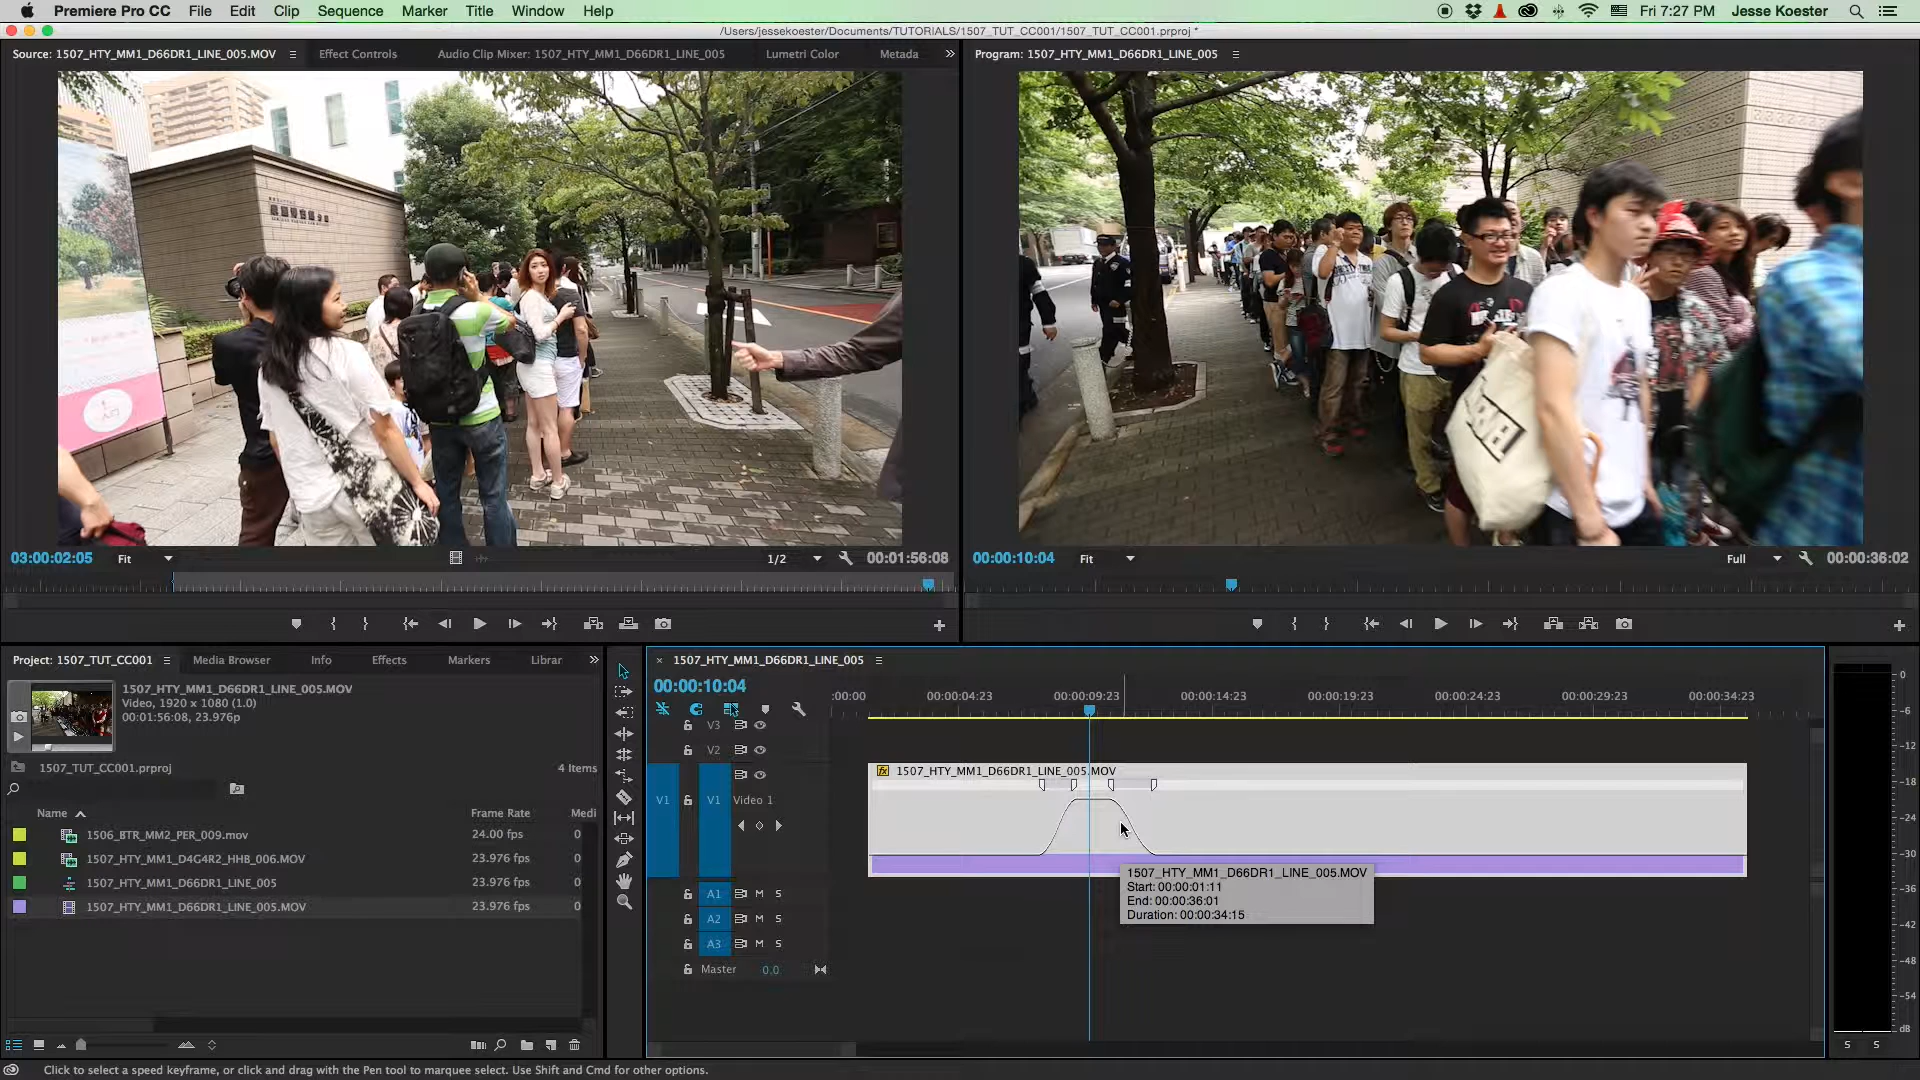 Premiere Pro CC File Edit Clip Sequence Marker Title Window Help Fri 7:27 PM Jesse Koester
/Users/jessekoester/Documents/TUTORIALS/1507_TUT_CC001/1507_TUT_CC001.prproj *
Source: 1507_HTY_MM1_D66DR1_LINE_005.MOV Effect Controls Audio Clip Mixer: 1507_HTY_MM1_D66DR1_LINE_005 Lumetri Color Metada
Program: 1507_HTY_MM1_D66DR1_LINE_005
03:00:02:05 Fit 1/2 00:01:56:08
00:00:10:04 Fit Full 00:00:36:02
Project: 1507_TUT_CC001 Media Browser Info Effects Markers Librar
1507_HTY_MM1_D66DR1_LINE_005.MOV
Video, 1920 x 1080 (1.0)
00:01:56:08, 23.976p
1507_TUT_CC001.prproj 4 Items
Name Frame Rate Medi
1506_BTR_MM2_PER_009.mov 24.00 fps 0
1507_HTY_MM1_D4G4R2_HHB_006.MOV 23.976 fps 0
1507_HTY_MM1_D66DR1_LINE_005 23.976 fps 0
1507_HTY_MM1_D66DR1_LINE_005.MOV 23.976 fps 0
1507_HTY_MM1_D66DR1_LINE_005
00:00:10:04
:00:00 00:00:04:23 00:00:09:23 00:00:14:23 00:00:19:23 00:00:24:23 00:00:29:23 00:00:34:23
V3
V2
1507_HTY_MM1_D66DR1_LINE_005.MOV
V1 V1 Video 1
A1 M S
A2 M S
A3 M S
Master 0.0
1507_HTY_MM1_D66DR1_LINE_005.MOV
Start: 00:00:01:11
End: 00:00:36:01
Duration: 00:00:34:15
0
-6
-12
-18
-24
-30
-36
-42
-48
-54
dB
S S
Click to select a speed keyframe, or click and drag with the Pen tool to marquee select. Use Shift and Cmd for other options.